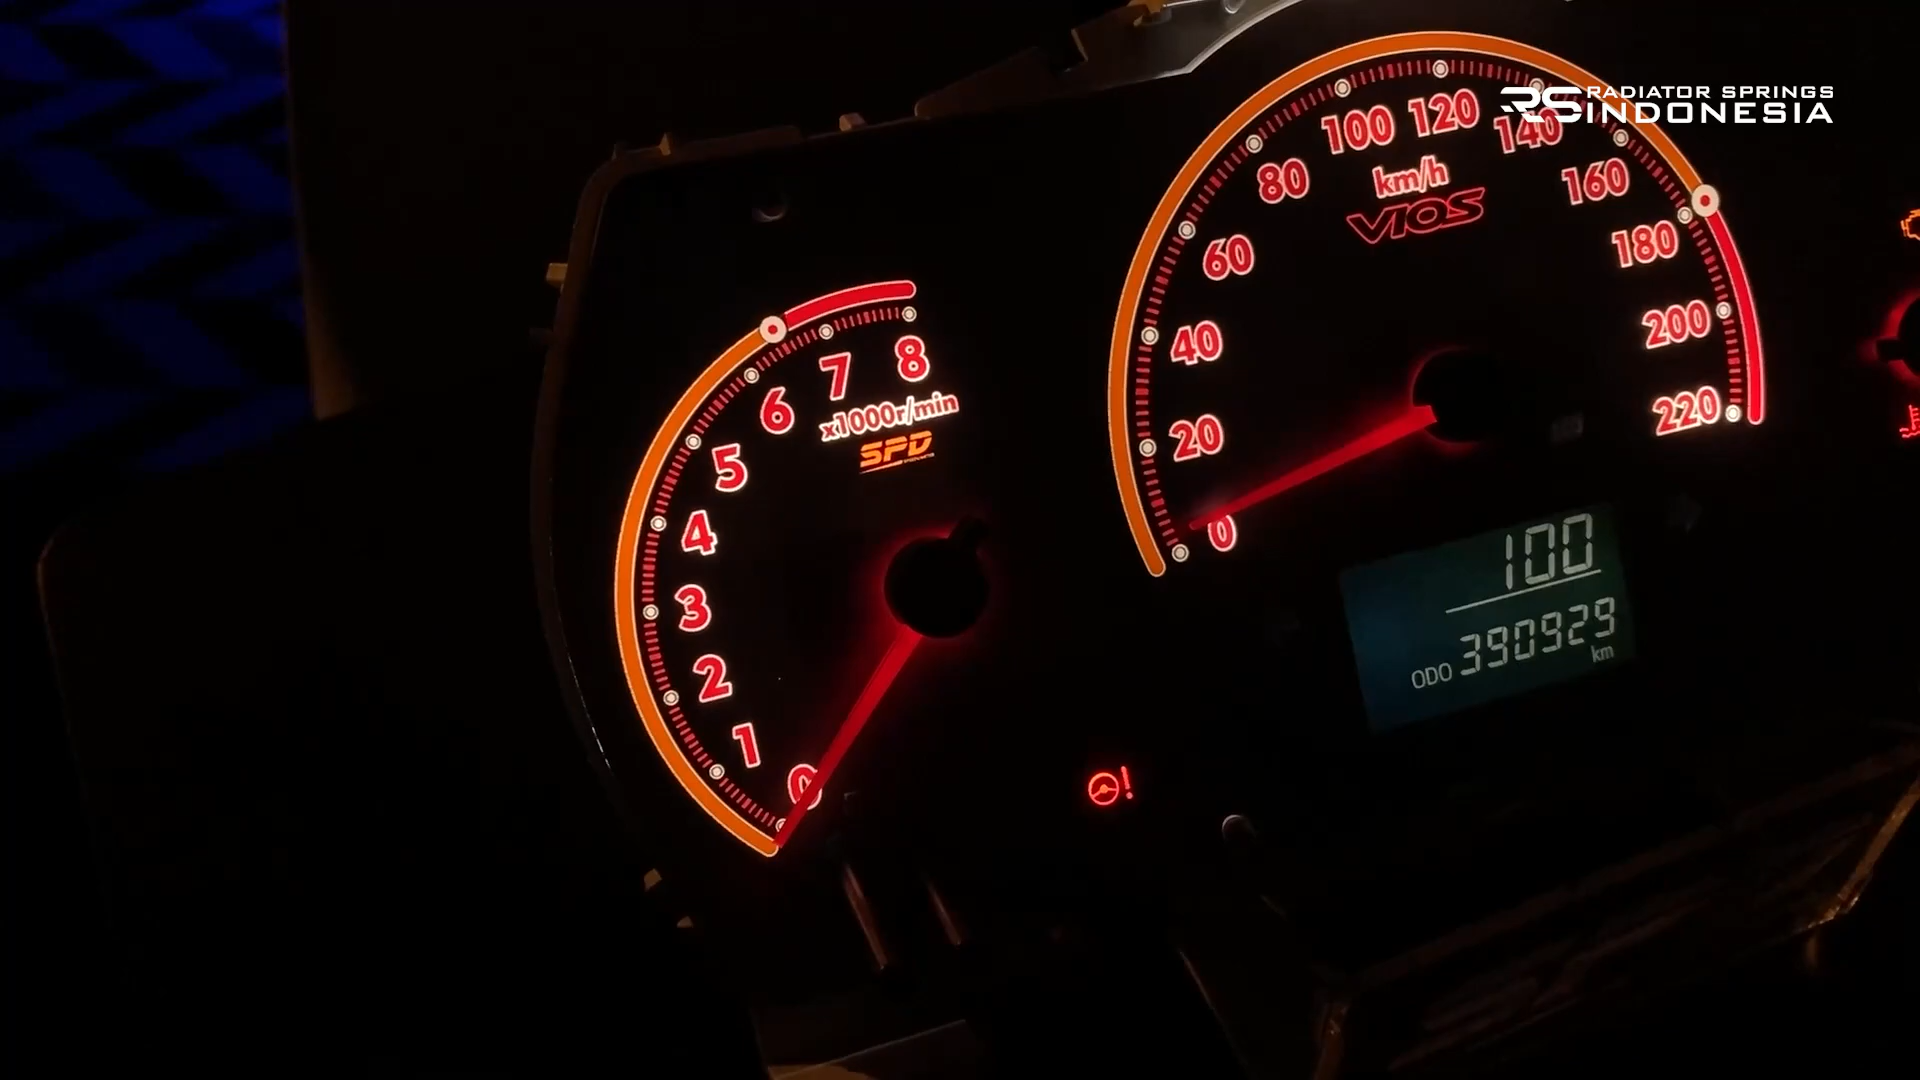 RS RADIATOR SPRINGS
INDONESIA
0 1 2 3 4 5 6 7 8
x1000r/min
SPD
0 20 40 60 80 100 120 140 160 180 200 220
km/h
VIOS
100
ODO 390929
km
!